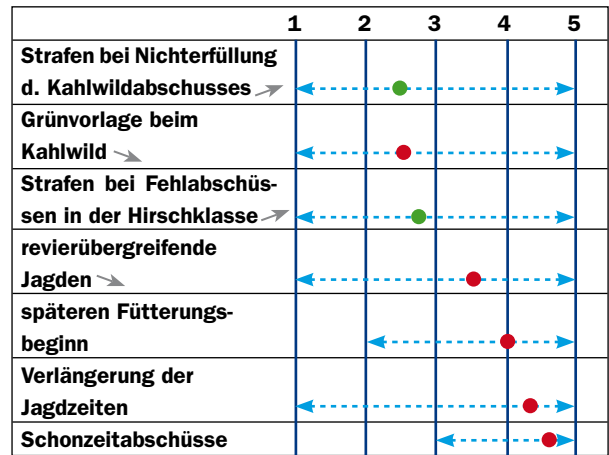 1 2 3 4 5
Strafen bei Nichterfüllung
d. Kahlwildabschusses
Grünvorlage beim
Kahlwild
Strafen bei Fehlabschüs-
sen in der Hirschklasse
revierübergreifende
Jagden
späteren Fütterungs-
beginn
Verlängerung der
Jagdzeiten
Schonzeitabschüsse